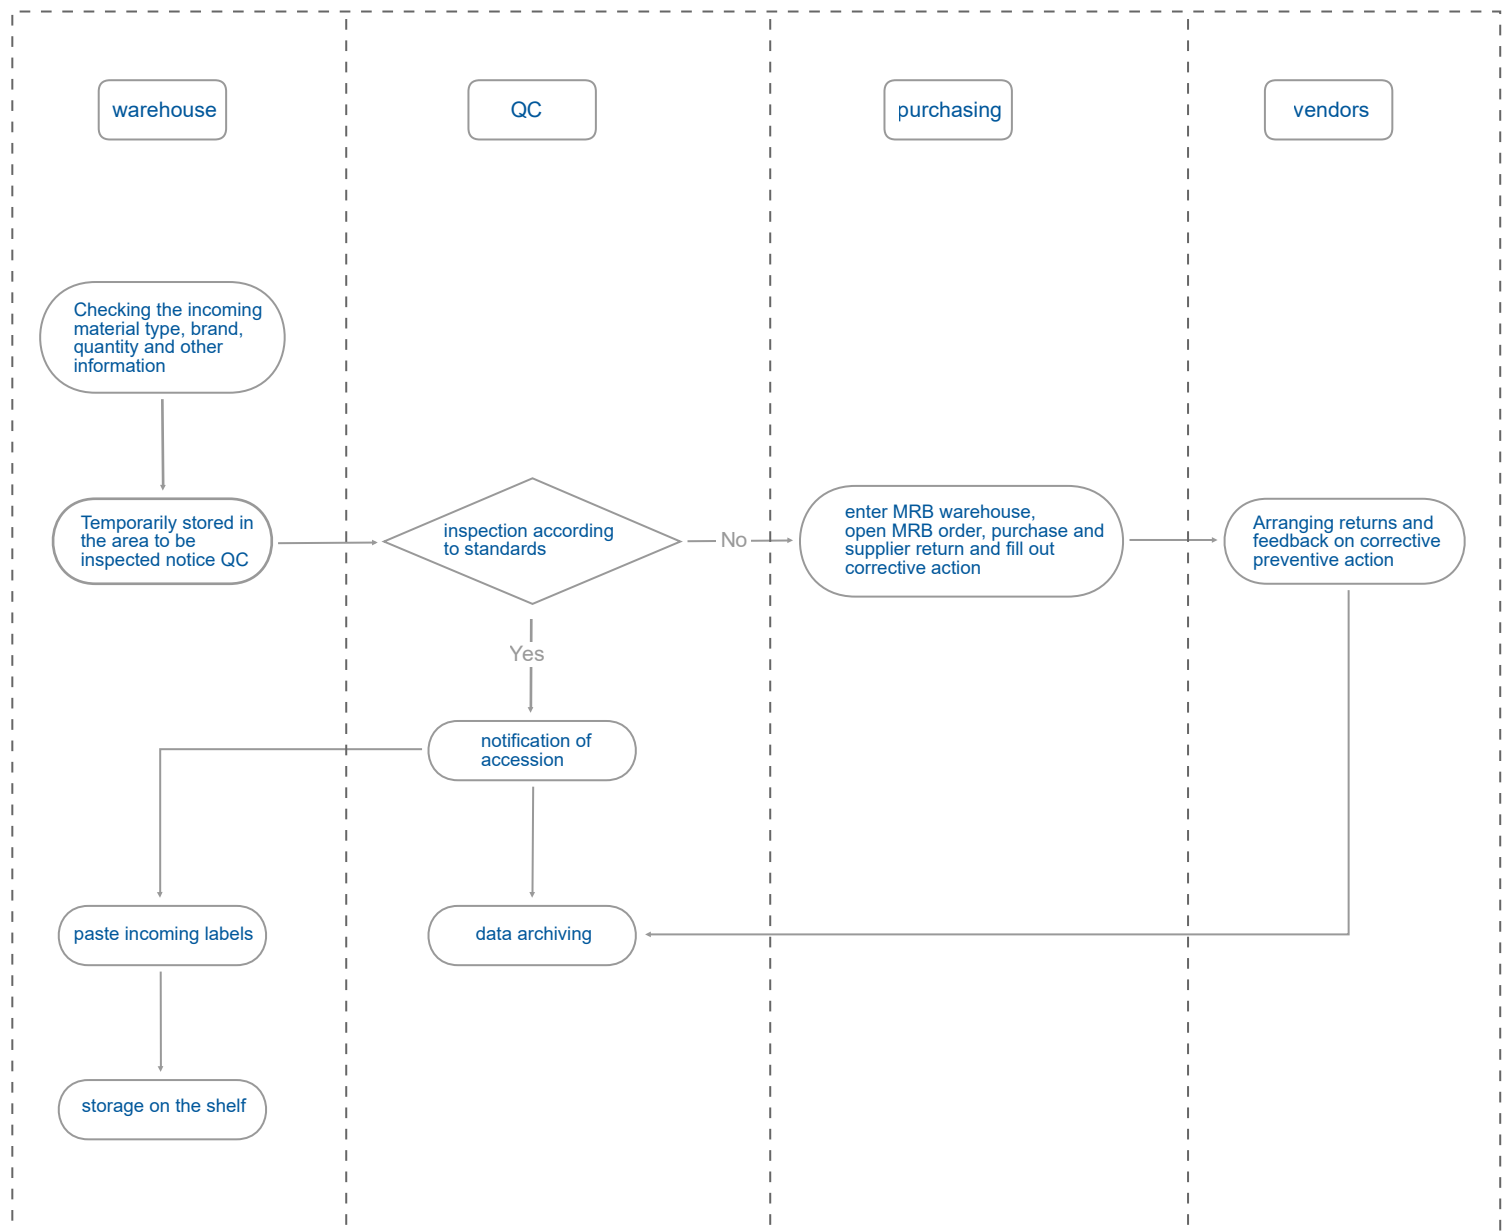 warehouse
QC
purchasing
vendors
Checking the incoming
material type, brand,
quantity and other
information
Temporarily stored in
the area to be
inspected notice QC
inspection according
to standards
No
enter MRB warehouse,
open MRB order, purchase and
supplier return and fill out
corrective action
Arranging returns and
feedback on corrective
preventive action
Yes
notification of
accession
paste incoming labels
data archiving
storage on the shelf